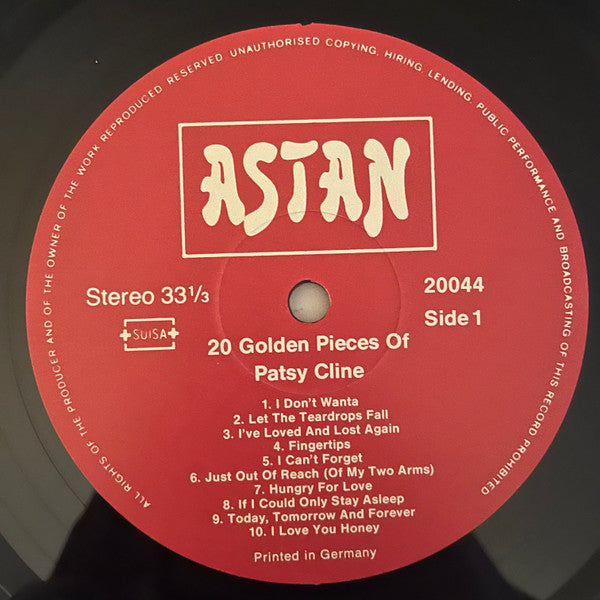 ALL RIGHTS OF THE PRODUCER AND OF THE OWNER OF THE WORK REPRODUCED RESERVED. UNAUTHORISED COPYING, HIRING, LENDING, PUBLIC PERFORMANCE AND BROADCASTING OF THIS RECORD PROHIBITED
ASTAN
Stereo 33 1/3
20044
SUISA
Side 1
20 Golden Pieces Of
Patsy Cline
1. I Don't Wanta
2. Let The Teardrops Fall
3. I've Loved And Lost Again
4. Fingertips
5. I Can't Forget
6. Just Out Of Reach (Of My Two Arms)
7. Hungry For Love
8. If I Could Only Stay Asleep
9. Today, Tomorrow And Forever
10. I Love You Honey
Printed in Germany